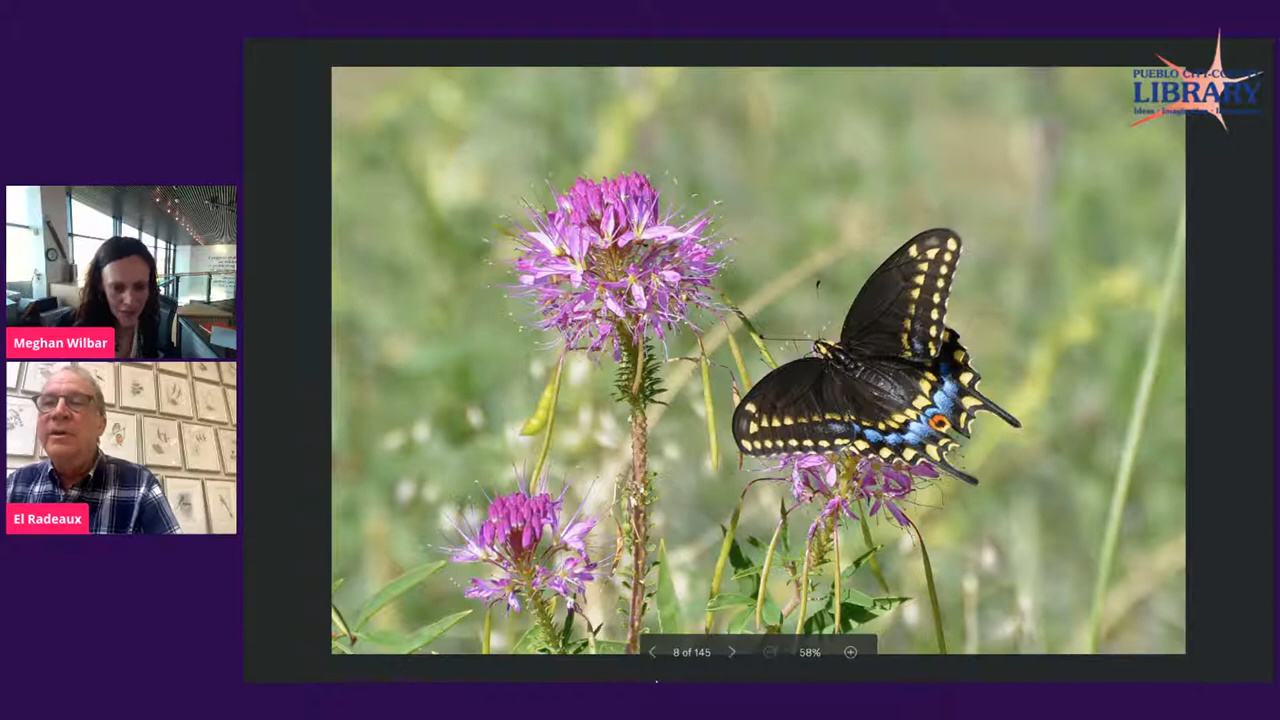 PUEBLO CITY-COUNTY
LIBRARY
Meghan Wilbar
El Radeaux
8 of 145
58%